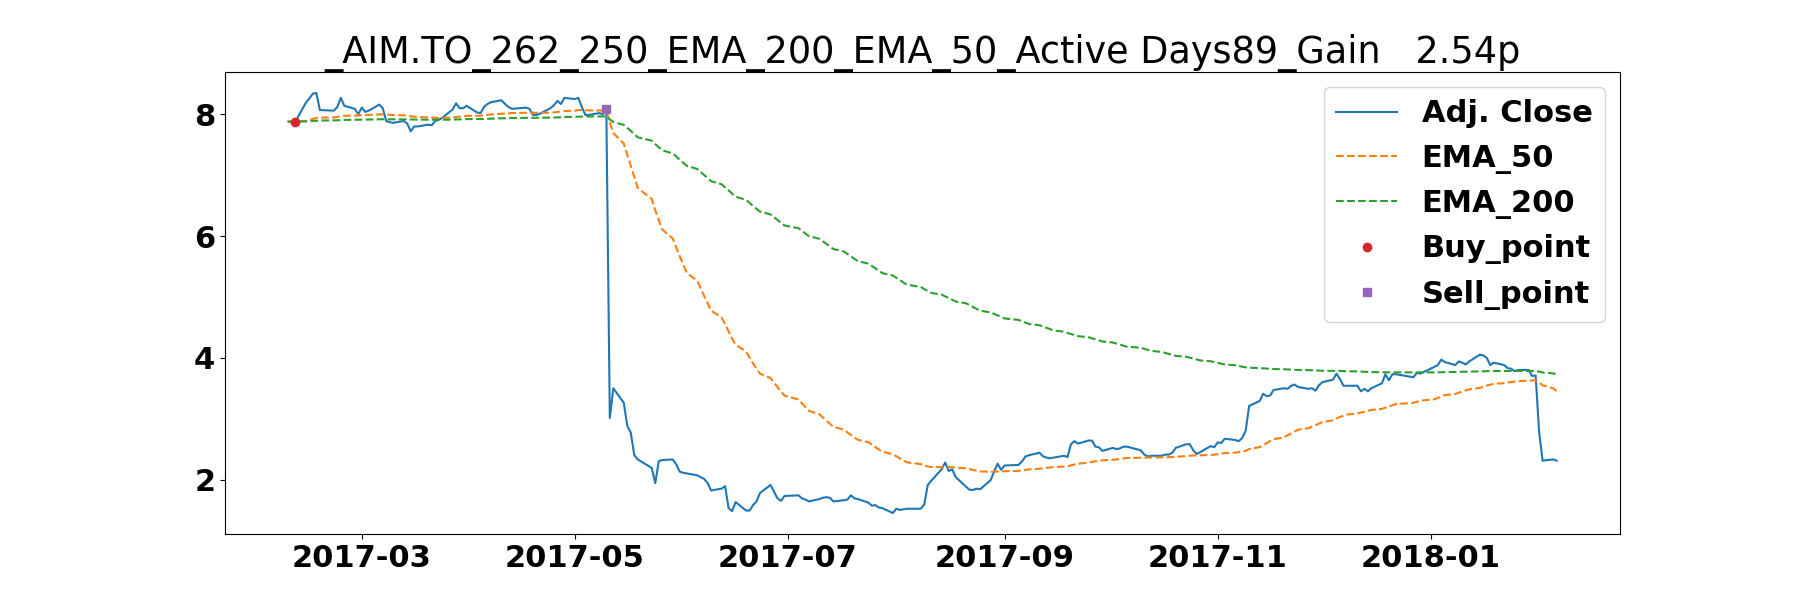 _AIM.TO_262_250_EMA_200_EMA_50_Active Days89_Gain   2.54p
8
6
4
2
2017-03 2017-05 2017-07 2017-09 2017-11 2018-01
Adj. Close
EMA_50
EMA_200
Buy_point
Sell_point